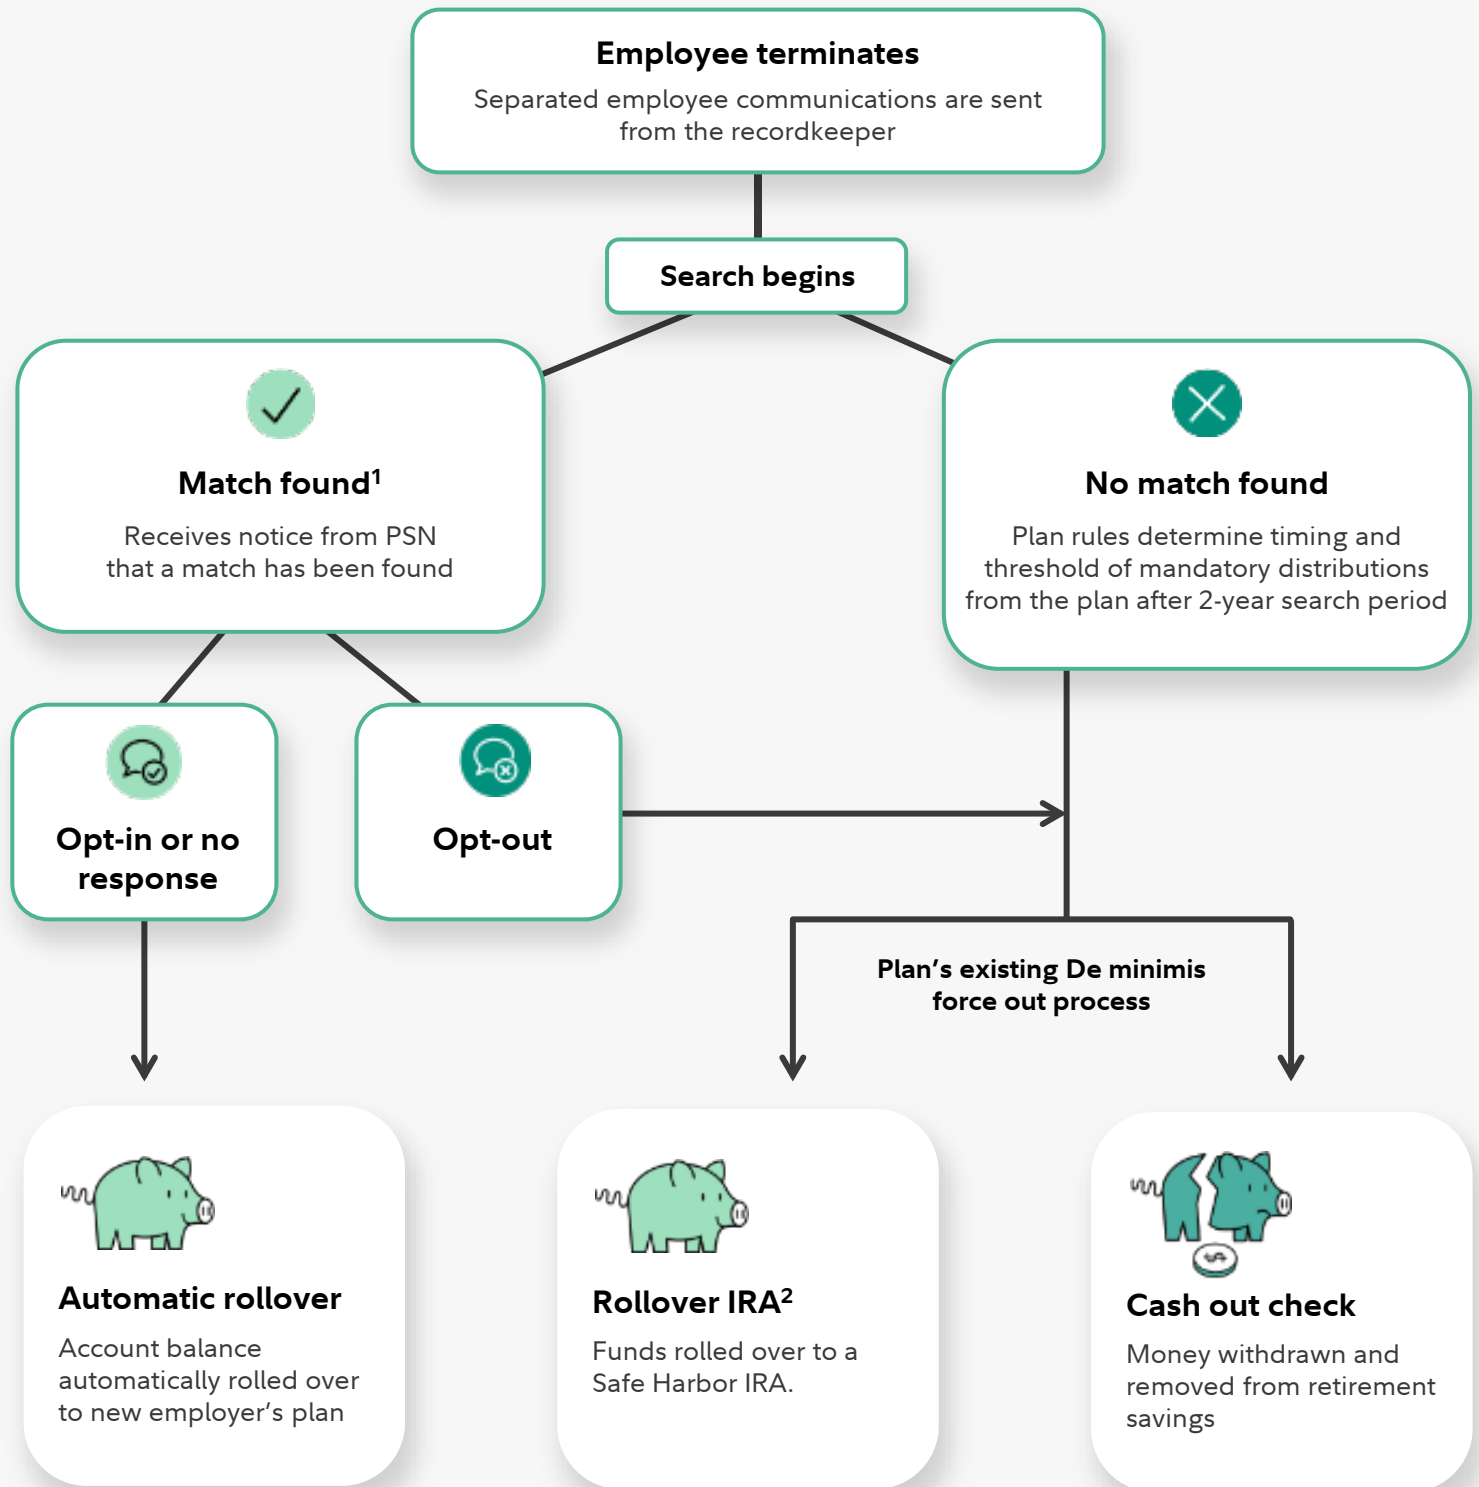 Employee terminates
Separated employee communications are sent
from the recordkeeper
Search begins
Match found¹
Receives notice from PSN
that a match has been found
No match found
Plan rules determine timing and
threshold of mandatory distributions
from the plan after 2-year search period
Opt-in or no
response
Opt-out
Plan’s existing De minimis
force out process
Automatic rollover
Account balance
automatically rolled over
to new employer’s plan
Rollover IRA²
Funds rolled over to a
Safe Harbor IRA.
$
Cash out check
Money withdrawn and
removed from retirement
savings